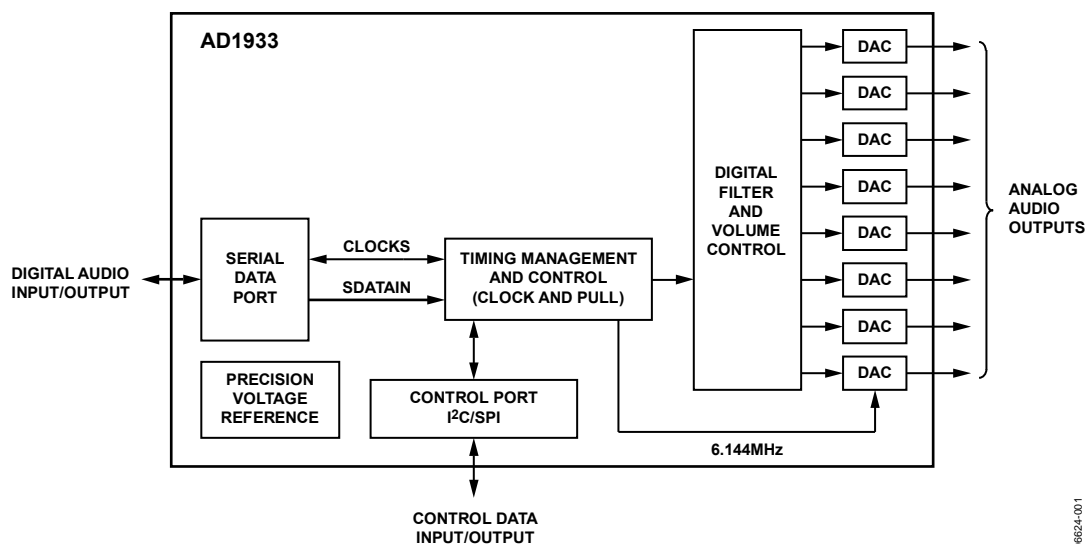 AD1933
DIGITAL AUDIO
INPUT/OUTPUT
SERIAL
DATA
PORT
CLOCKS
SDATAIN
TIMING MANAGEMENT
AND CONTROL
(CLOCK AND PULL)
PRECISION
VOLTAGE
REFERENCE
CONTROL PORT
I²C/SPI
CONTROL DATA
INPUT/OUTPUT
6.144MHz
DIGITAL
FILTER
AND
VOLUME
CONTROL
DAC
DAC
DAC
DAC
DAC
DAC
DAC
DAC
ANALOG
AUDIO
OUTPUTS